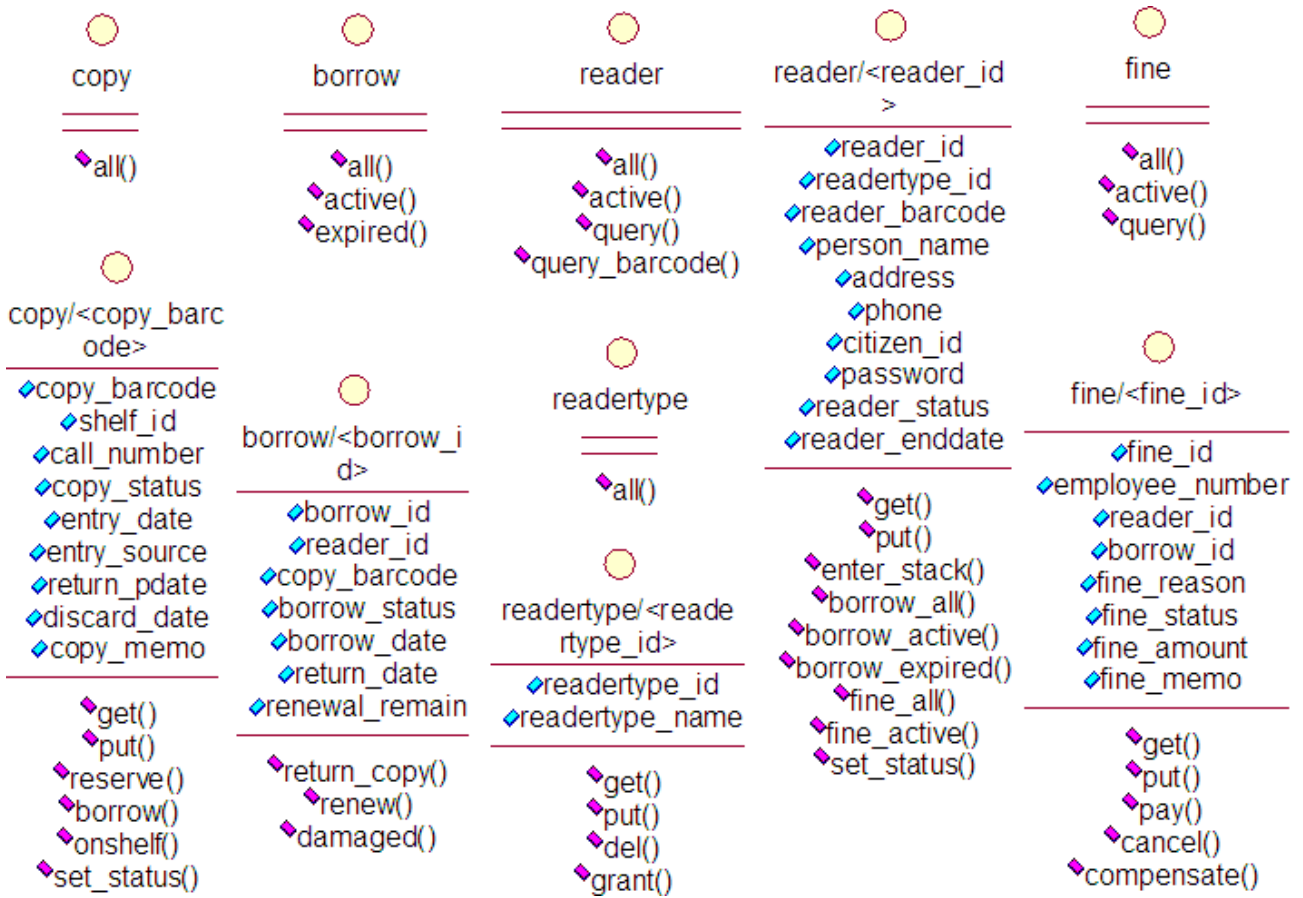 copy
all()
borrow
all()
active()
expired()
reader
all()
active()
query()
query_barcode()
reader/<reader_id
>
reader_id
readertype_id
reader_barcode
person_name
address
phone
citizen_id
password
reader_status
reader_enddate
get()
put()
enter_stack()
borrow_all()
borrow_active()
borrow_expired()
fine_all()
fine_active()
set_status()
fine
all()
active()
query()
copy/<copy_barc
ode>
copy_barcode
shelf_id
call_number
copy_status
entry_date
entry_source
return_pdate
discard_date
copy_memo
get()
put()
reserve()
borrow()
onshelf()
set_status()
borrow/<borrow_i
d>
borrow_id
reader_id
copy_barcode
borrow_status
borrow_date
return_date
renewal_remain
return_copy()
renew()
damaged()
readertype
all()
readertype/<reade
rtype_id>
readertype_id
readertype_name
get()
put()
del()
grant()
fine/<fine_id>
fine_id
employee_number
reader_id
borrow_id
fine_reason
fine_status
fine_amount
fine_memo
get()
put()
pay()
cancel()
compensate()